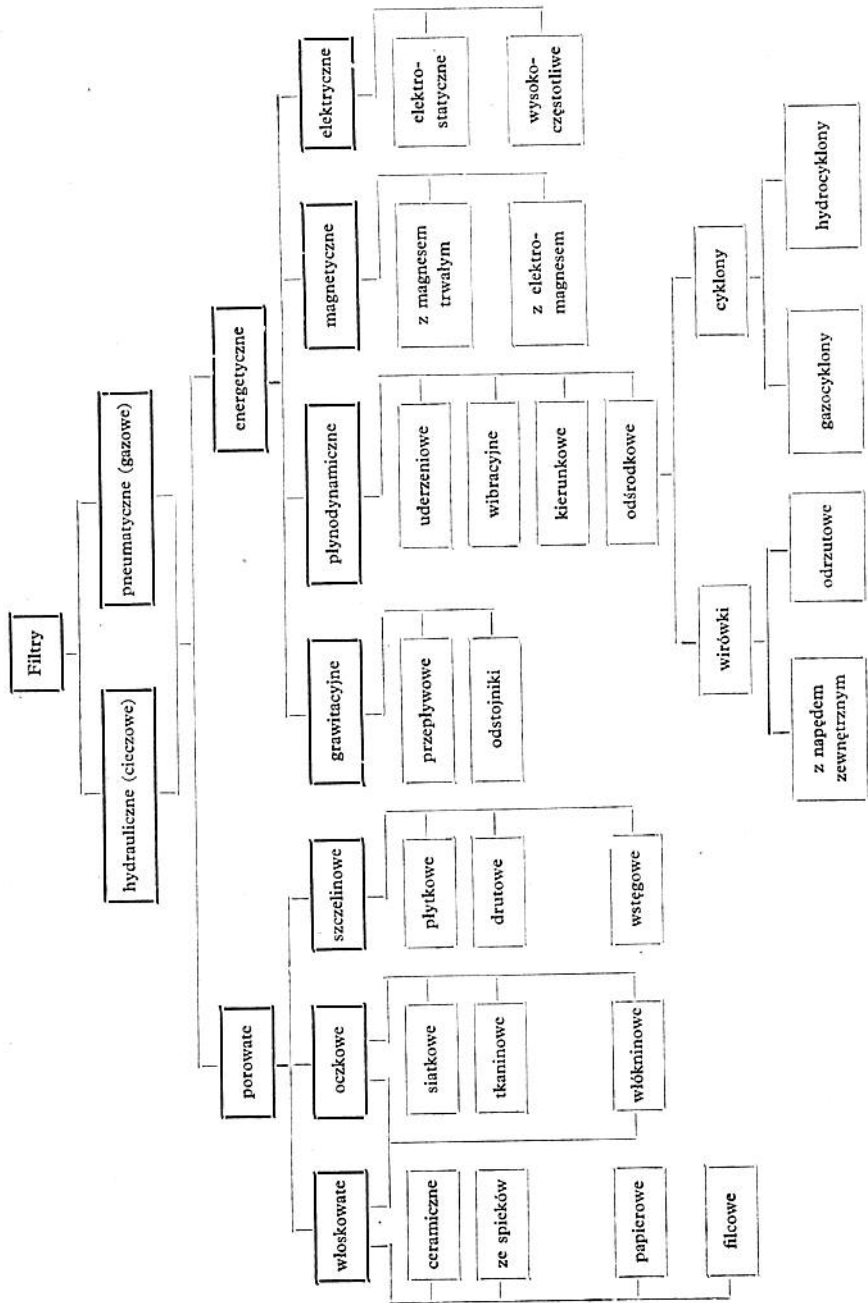 Filtry
hydrauliczne (cieczowe)
pneumatyczne (gazowe)
porowate
energetyczne
włoskowate
oczkowe
szczelinowe
grawitacyjne
płynodynamiczne
magnetyczne
elektryczne
ceramiczne
siatkowe
płytkowe
przepływowe
uderzeniowe
z magnesem
trwałym
elektro-
statyczne
ze spieków
tkaninowe
drutowe
odstojniki
wibracyjne
z elektro-
magnesem
wysoko-
częstotliwe
kierunkowe
papierowe
włókninowe
wstęgowe
odśrodkowe
filcowe
wirówki
cyklony
z napędem
zewnętrznym
odrzutowe
gazocyklony
hydrocyklony